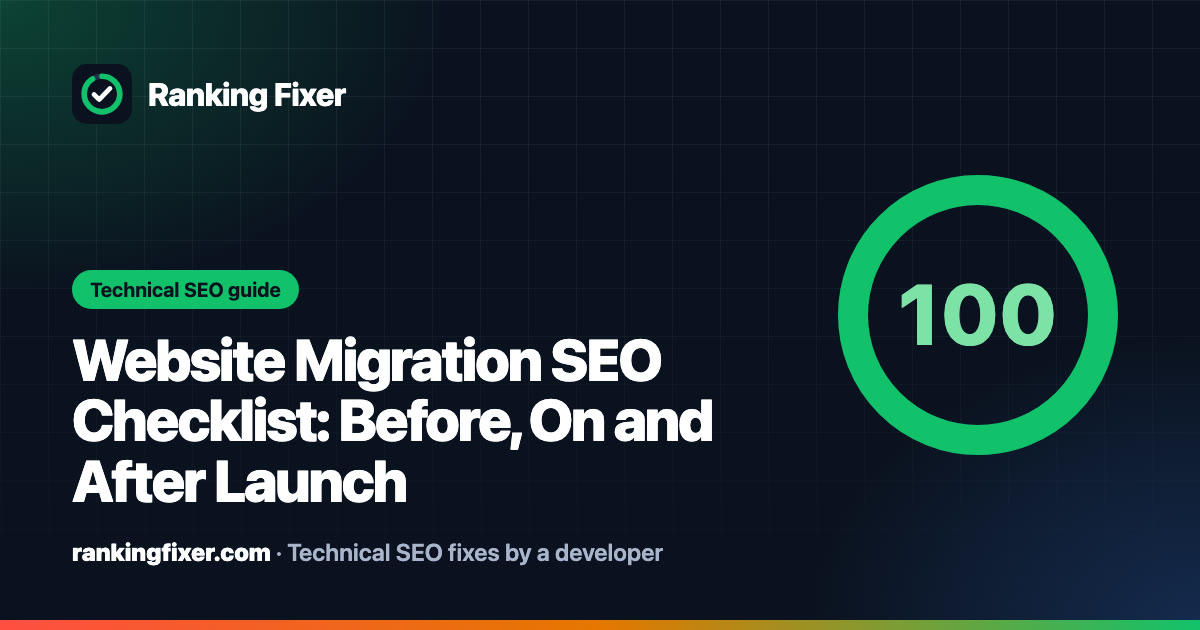 Ranking Fixer
Technical SEO guide
Website Migration SEO
Checklist: Before, On and
After Launch
rankingfixer.com · Technical SEO fixes by a developer
100